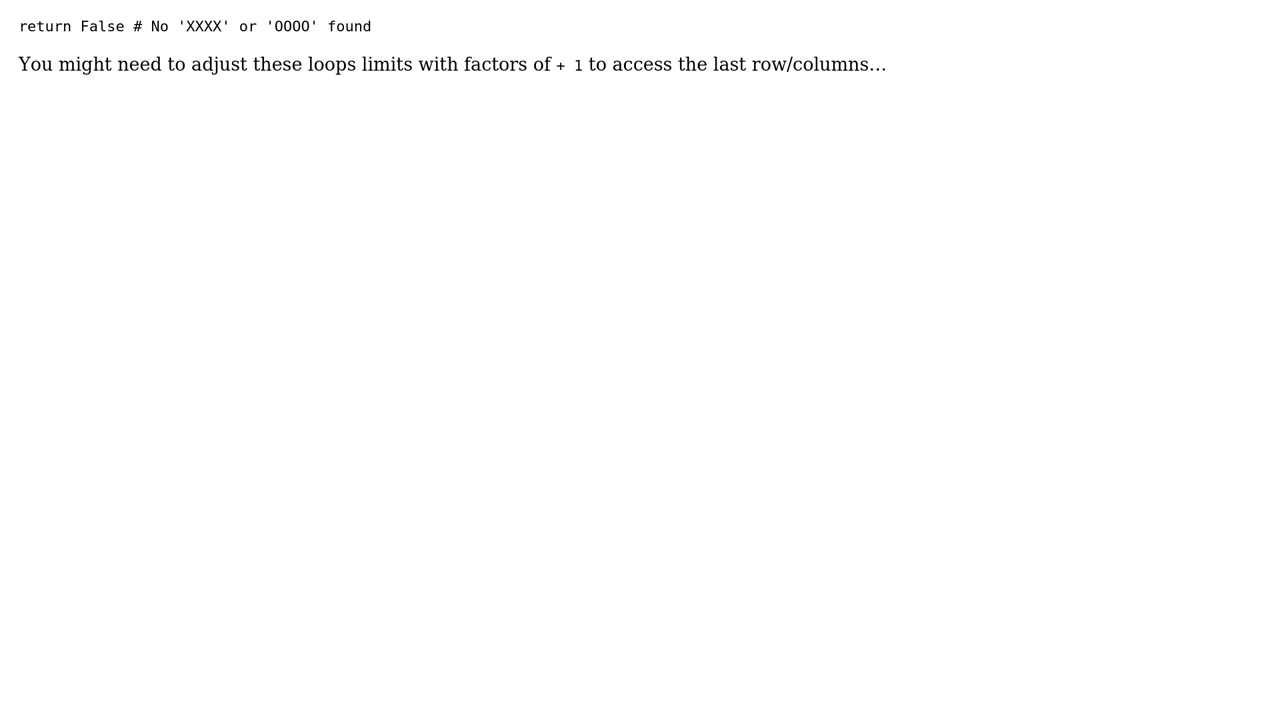 return False # No 'XXXX' or 'OOOO' found
You might need to adjust these loops limits with factors of + 1 to access the last row/columns…